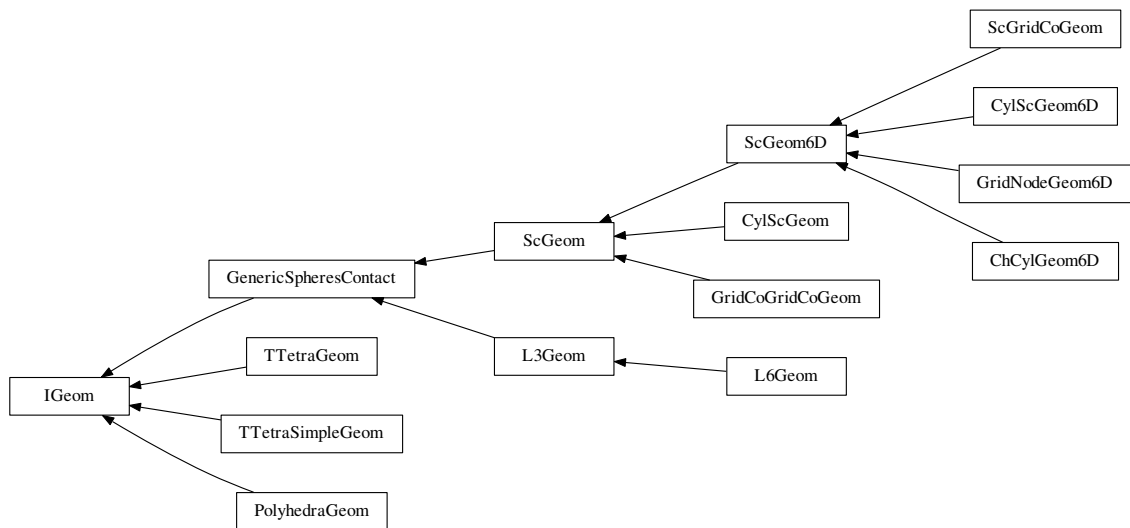 ScGridCoGeom
CylScGeom6D
ScGeom6D
GridNodeGeom6D
CylScGeom
ScGeom
ChCylGeom6D
GenericSpheresContact
GridCoGridCoGeom
TTetraGeom
L3Geom
L6Geom
IGeom
TTetraSimpleGeom
PolyhedraGeom